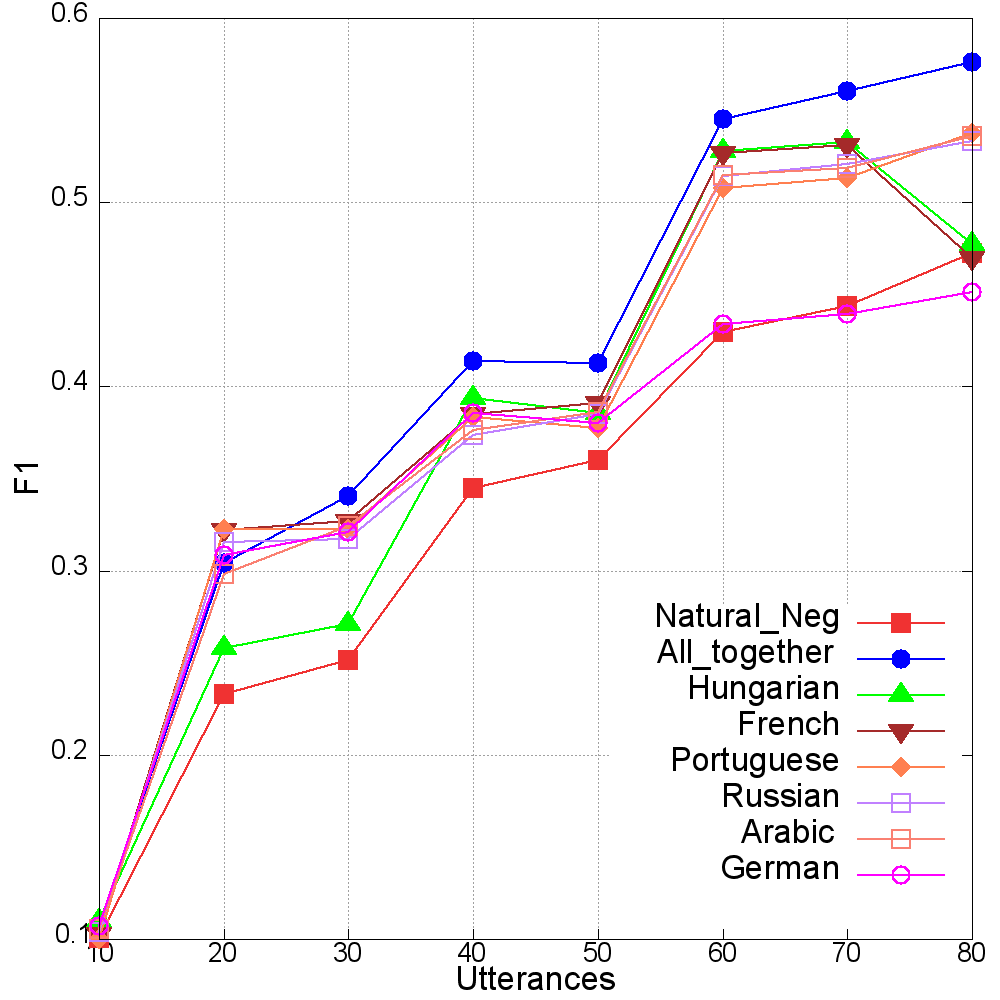 0.6
0.5
0.4
0.3
0.2
0.1
F1
Natural_Neg
All_together
Hungarian
French
Portuguese
Russian
Arabic
German
10 20 30 40 50 60 70 80
Utterances